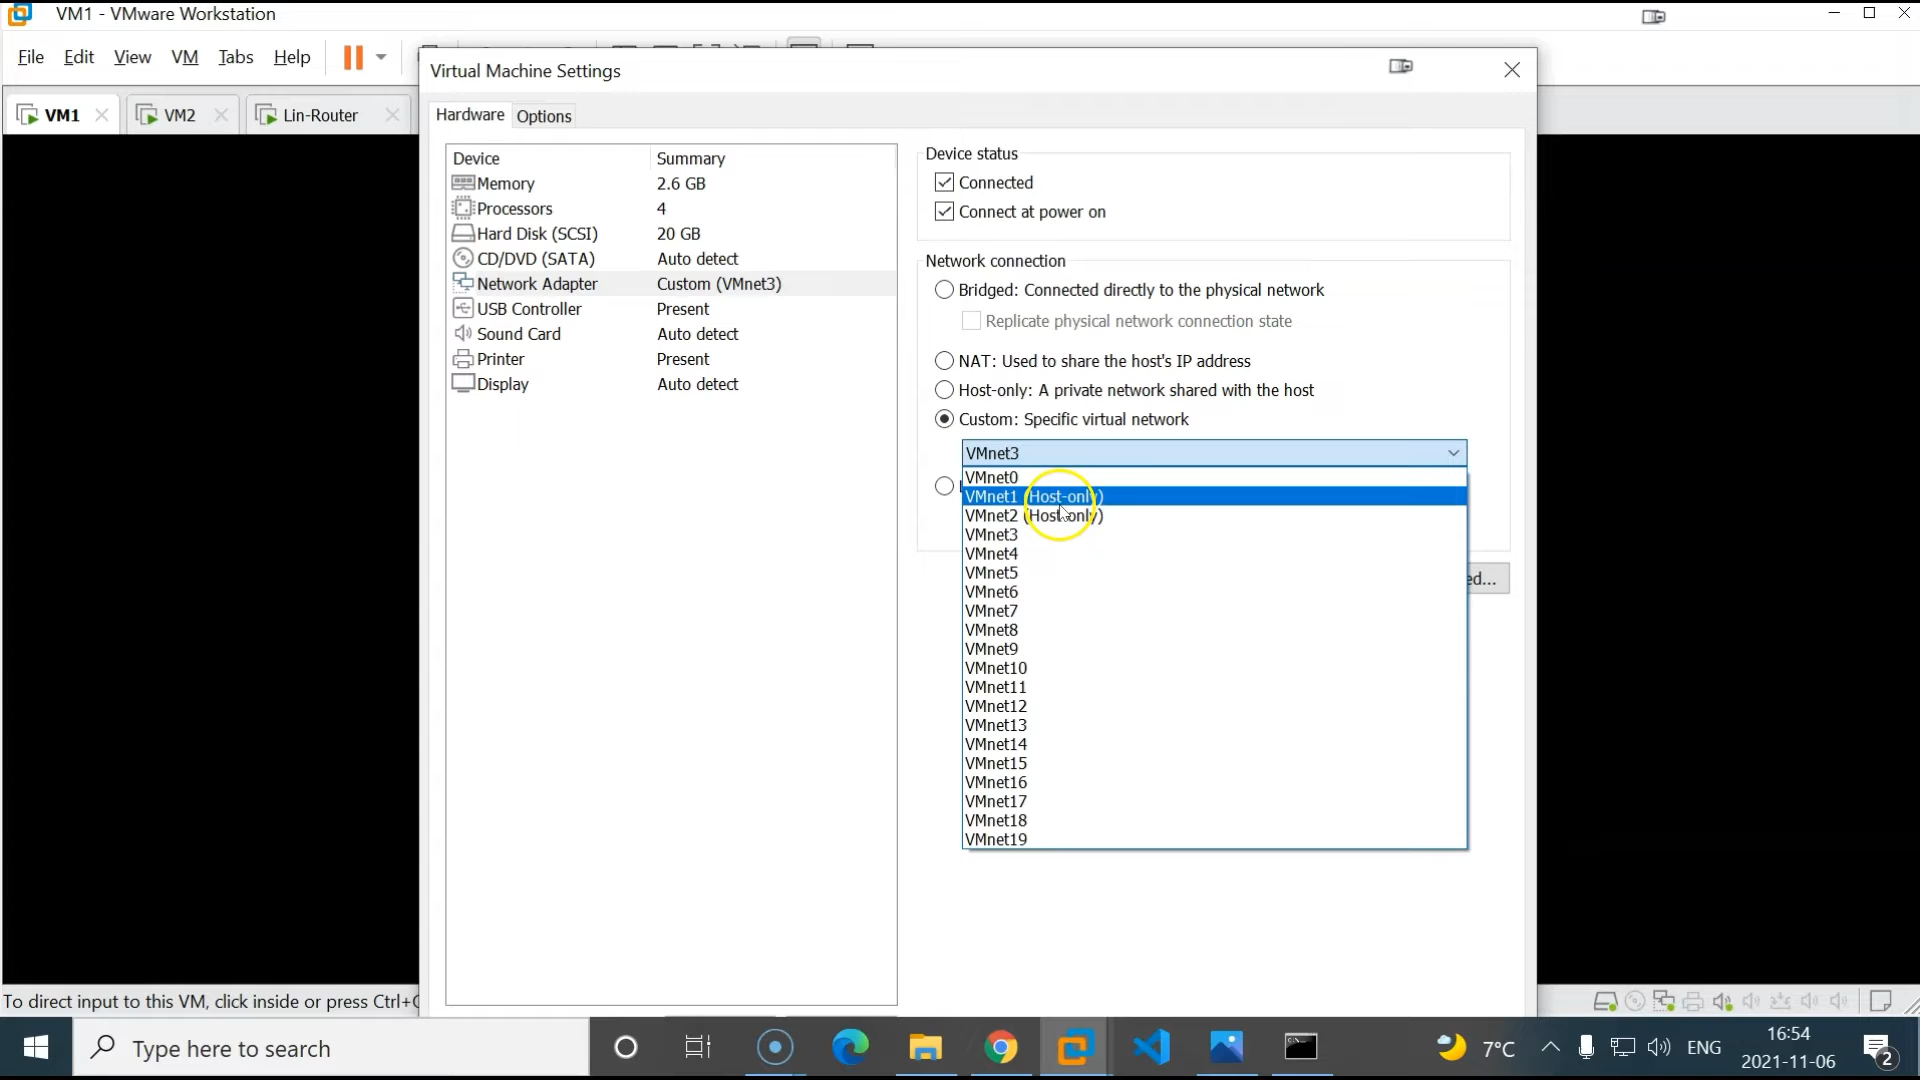 VM1 - VMware Workstation
File Edit View VM Tabs Help
Virtual Machine Settings
VM1 VM2 Lin-Router
Hardware Options
Device Summary
Memory 2.6 GB
Processors 4
Hard Disk (SCSI) 20 GB
CD/DVD (SATA) Auto detect
Network Adapter Custom (VMnet3)
USB Controller Present
Sound Card Auto detect
Printer Present
Display Auto detect
Device status
Connected
Connect at power on
Network connection
Bridged: Connected directly to the physical network
Replicate physical network connection state
NAT: Used to share the host's IP address
Host-only: A private network shared with the host
Custom: Specific virtual network
VMnet3
VMnet0
VMnet1 (Host-only)
VMnet2 (Host-only)
VMnet3
VMnet4
VMnet5
VMnet6
VMnet7
VMnet8
VMnet9
VMnet10
VMnet11
VMnet12
VMnet13
VMnet14
VMnet15
VMnet16
VMnet17
VMnet18
VMnet19
ed...
To direct input to this VM, click inside or press Ctrl+
Type here to search
7°C
ENG
16:54
2021-11-06
2